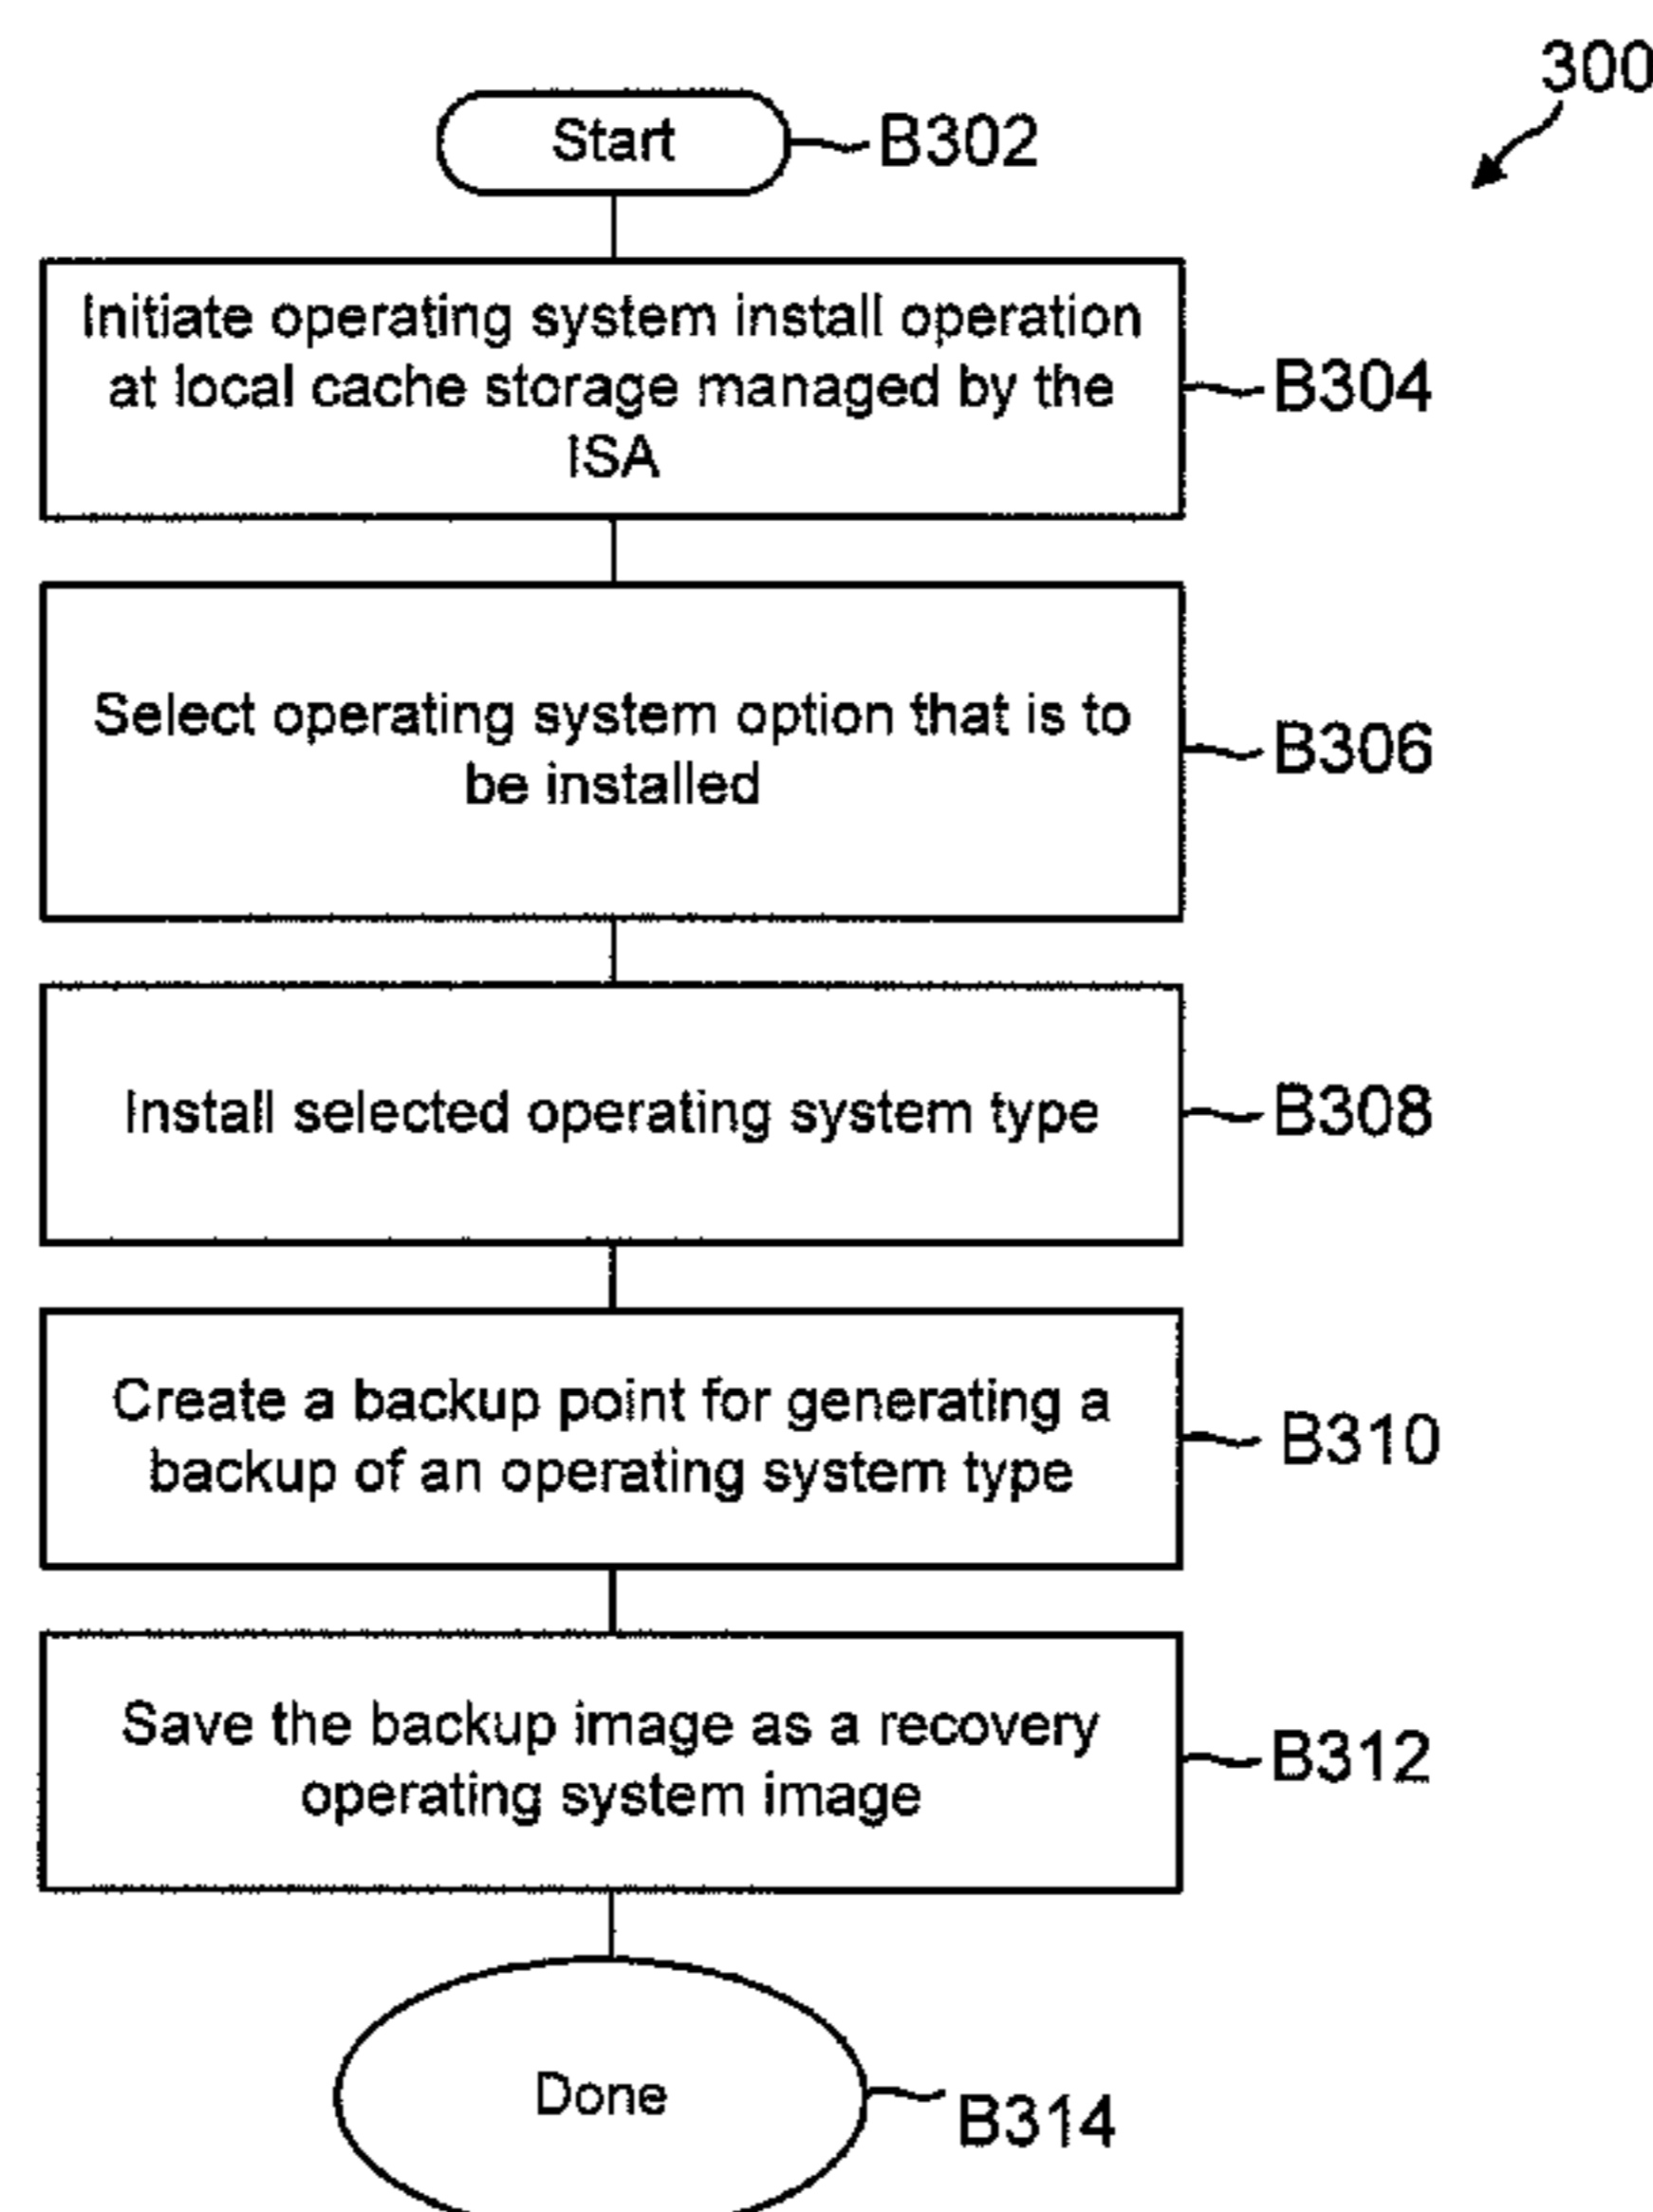 300
Start
B302
Initiate operating system install operation
at local cache storage managed by the
ISA
B304
Select operating system option that is to
be installed
B306
Install selected operating system type
B308
Create a backup point for generating a
backup of an operating system type
B310
Save the backup image as a recovery
operating system image
B312
Done
B314